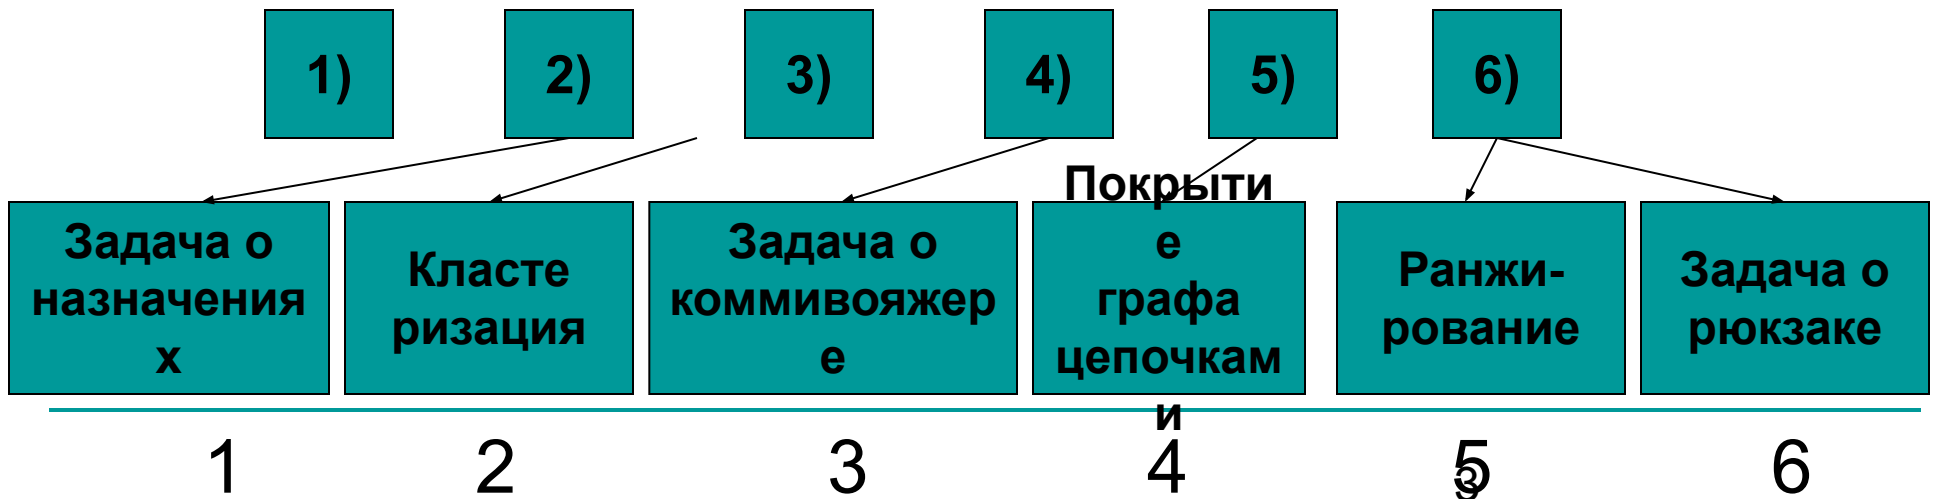 1) 2) 3) 4) 5) 6)
Задача о
назначения
х
Класте
ризация
Задача о
коммивояжер
е
Покрыти
е
графа
цепочкам
и
Ранжи-
рование
Задача о
рюкзаке
1 2 3 4 5 6
3